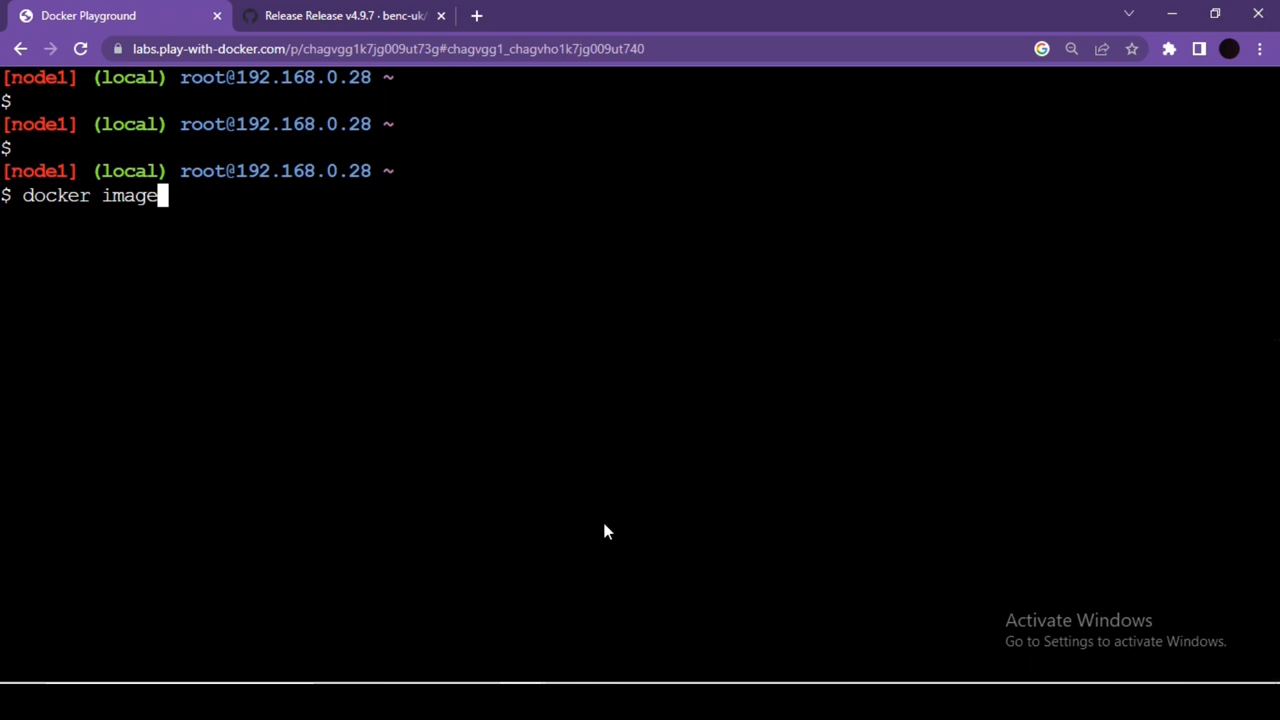 Docker Playground
Release Release v4.9.7 · benc-uk/
labs.play-with-docker.com/p/chagvgg1k7jg009ut73g#chagvgg1_chagvho1k7jg009ut740
[node1] (local) root@192.168.0.28 ~
$
[node1] (local) root@192.168.0.28 ~
$
[node1] (local) root@192.168.0.28 ~
$ docker image
Activate Windows
Go to Settings to activate Windows.